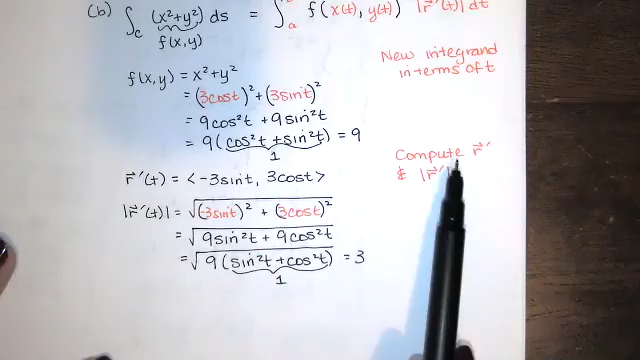 (b) ∫_C (x²+y²) ds = ∫_a f(x(t), y(t)) |r⃗′(t)| dt
f(x,y)
New integrand
in terms of t
f(x,y) = x²+y²
= (3cost)² + (3sint)²
= 9cos²t + 9sin²t
= 9(cos²t + sin²t) = 9
1
Compute r⃗′
& |r⃗′|
r⃗′(t) = < -3sint, 3cost >
|r⃗′(t)| = √(-3sint)² + (3cost)²
= √9sin²t + 9cos²t
= √9(sin²t + cos²t) = 3
1